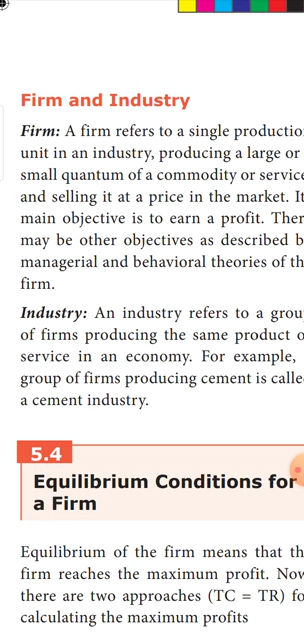 Firm and Industry
Firm: A firm refers to a single productio
unit in an industry, producing a large or
small quantum of a commodity or service
and selling it at a price in the market. It
main objective is to earn a profit. Ther
may be other objectives as described b
managerial and behavioral theories of th
firm.
Industry: An industry refers to a grou
of firms producing the same product o
service in an economy. For example,
group of firms producing cement is calle
a cement industry.
5.4
Equilibrium Conditions for
a Firm
Equilibrium of the firm means that th
firm reaches the maximum profit. Now
there are two approaches (TC = TR) fo
calculating the maximum profits